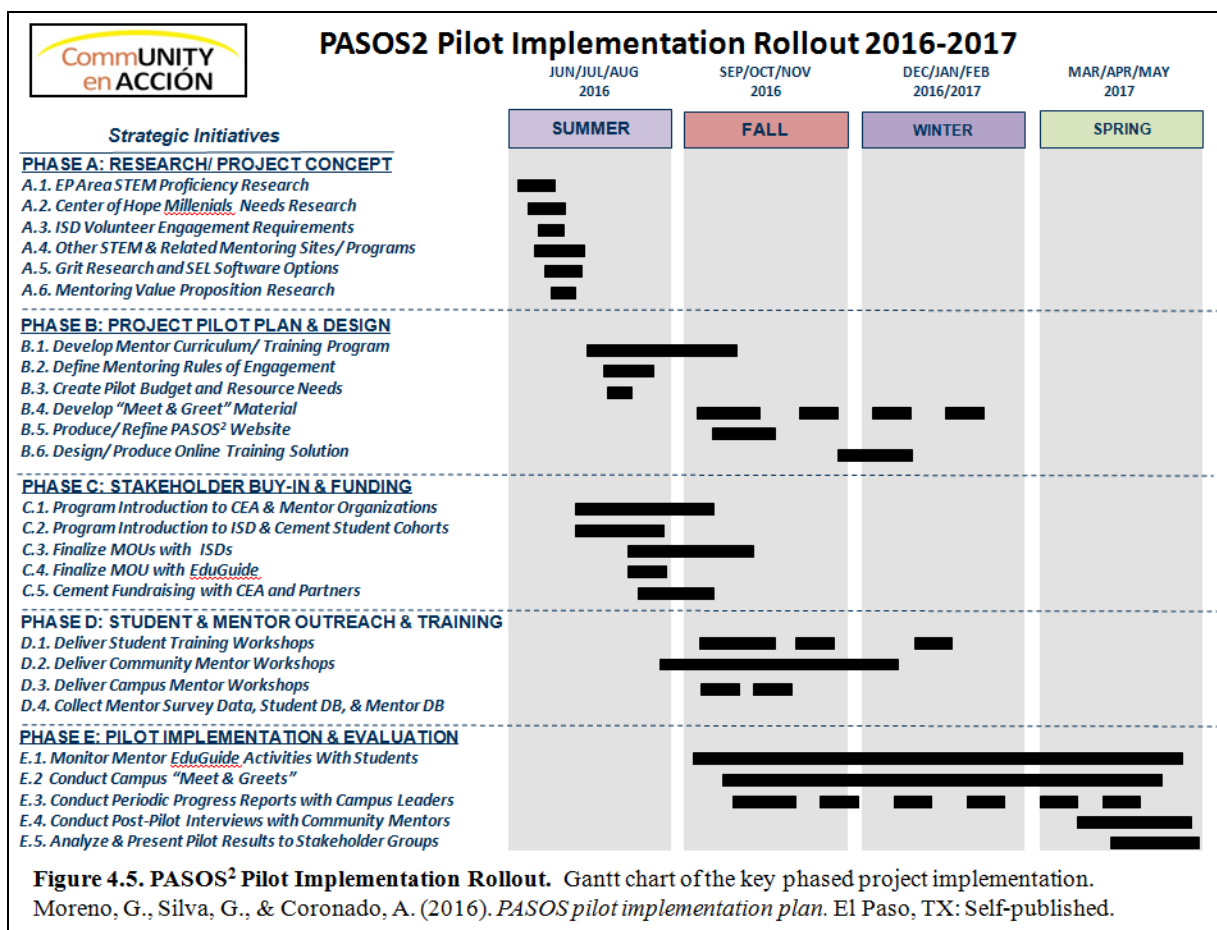 CommUNITY
en ACCIÓN
PASOS2 Pilot Implementation Rollout 2016-2017
JUN/JUL/AUG
2016
SEP/OCT/NOV
2016
DEC/JAN/FEB
2016/2017
MAR/APR/MAY
2017
Strategic Initiatives
SUMMER
FALL
WINTER
SPRING
PHASE A: RESEARCH/ PROJECT CONCEPT
A.1. EP Area STEM Proficiency Research
A.2. Center of Hope Millenials Needs Research
A.3. ISD Volunteer Engagement Requirements
A.4. Other STEM & Related Mentoring Sites/ Programs
A.5. Grit Research and SEL Software Options
A.6. Mentoring Value Proposition Research
PHASE B: PROJECT PILOT PLAN & DESIGN
B.1. Develop Mentor Curriculum/ Training Program
B.2. Define Mentoring Rules of Engagement
B.3. Create Pilot Budget and Resource Needs
B.4. Develop “Meet & Greet” Material
B.5. Produce/ Refine PASOS² Website
B.6. Design/ Produce Online Training Solution
PHASE C: STAKEHOLDER BUY-IN & FUNDING
C.1. Program Introduction to CEA & Mentor Organizations
C.2. Program Introduction to ISD & Cement Student Cohorts
C.3. Finalize MOUs with ISDs
C.4. Finalize MOU with EduGuide
C.5. Cement Fundraising with CEA and Partners
PHASE D: STUDENT & MENTOR OUTREACH & TRAINING
D.1. Deliver Student Training Workshops
D.2. Deliver Community Mentor Workshops
D.3. Deliver Campus Mentor Workshops
D.4. Collect Mentor Survey Data, Student DB, & Mentor DB
PHASE E: PILOT IMPLEMENTATION & EVALUATION
E.1. Monitor Mentor EduGuide Activities With Students
E.2 Conduct Campus “Meet & Greets”
E.3. Conduct Periodic Progress Reports with Campus Leaders
E.4. Conduct Post-Pilot Interviews with Community Mentors
E.5. Analyze & Present Pilot Results to Stakeholder Groups
Figure 4.5. PASOS² Pilot Implementation Rollout. Gantt chart of the key phased project implementation.
Moreno, G., Silva, G., & Coronado, A. (2016). PASOS pilot implementation plan. El Paso, TX: Self-published.